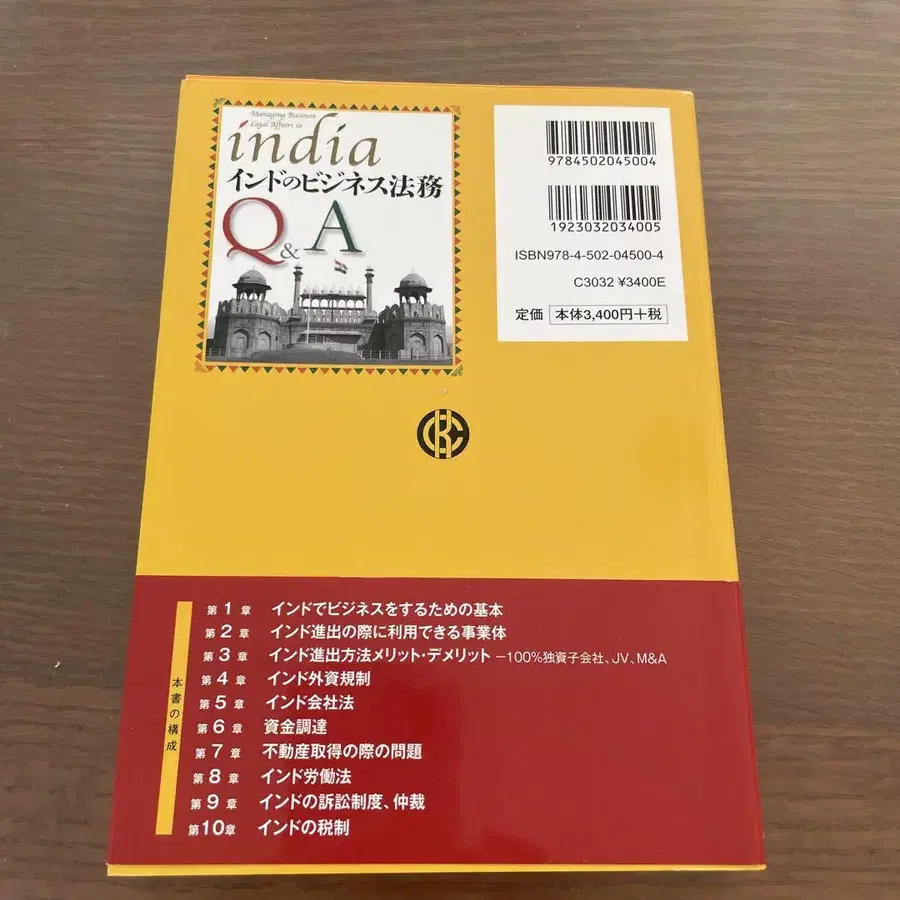 Managing Business
Legal Affairs in
india
インドのビジネス法務
Q&A
9784502045004
1923032034005
ISBN978-4-502-04500-4
C3032 ¥3400E
定価 本体3,400円+税
CK
本書の構成
第1章 インドでビジネスをするための基本
第2章 インド進出の際に利用できる事業体
第3章 インド進出方法メリット・デメリット −100%独資子会社、JV、M&A
第4章 インド外資規制
第5章 インド会社法
第6章 資金調達
第7章 不動産取得の際の問題
第8章 インド労働法
第9章 インドの訴訟制度、仲裁
第10章 インドの税制